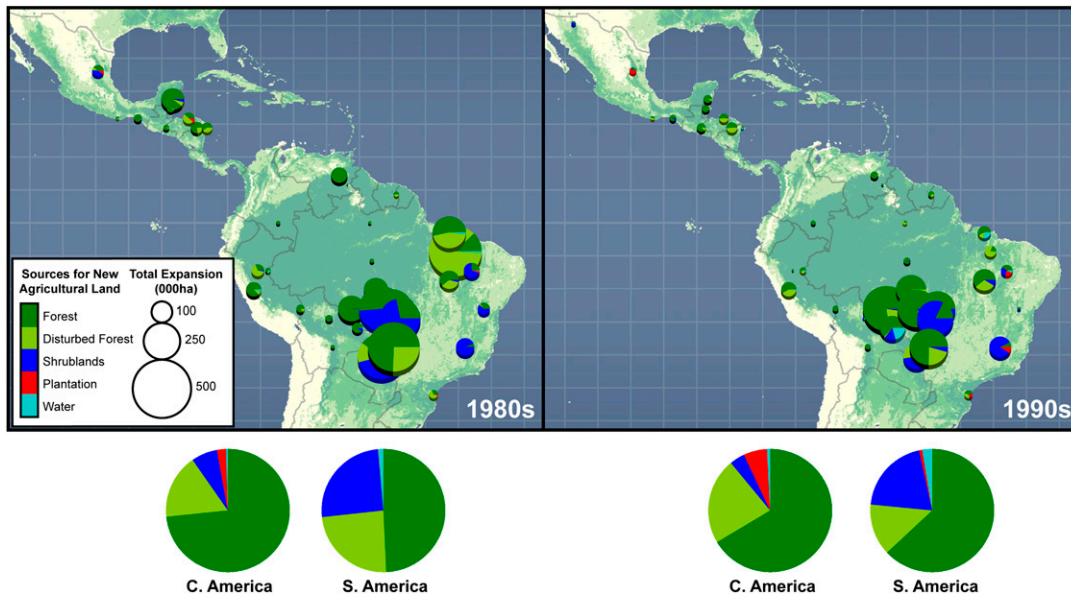 Sources for New
Agricultural Land
Forest
Disturbed Forest
Shrublands
Plantation
Water
Total Expansion
(000ha)
100
250
500
1980s
1990s
C. America
S. America
C. America
S. America